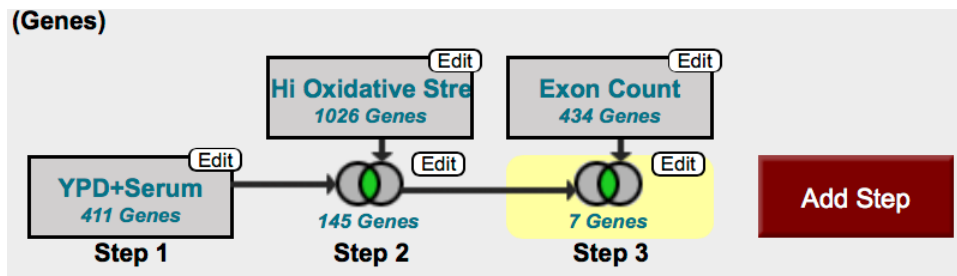 (Genes)
Edit
Hi Oxidative Stre
1026 Genes
Edit
Exon Count
434 Genes
Edit
YPD+Serum
411 Genes
Step 1
Edit
145 Genes
Step 2
Edit
7 Genes
Step 3
Add Step